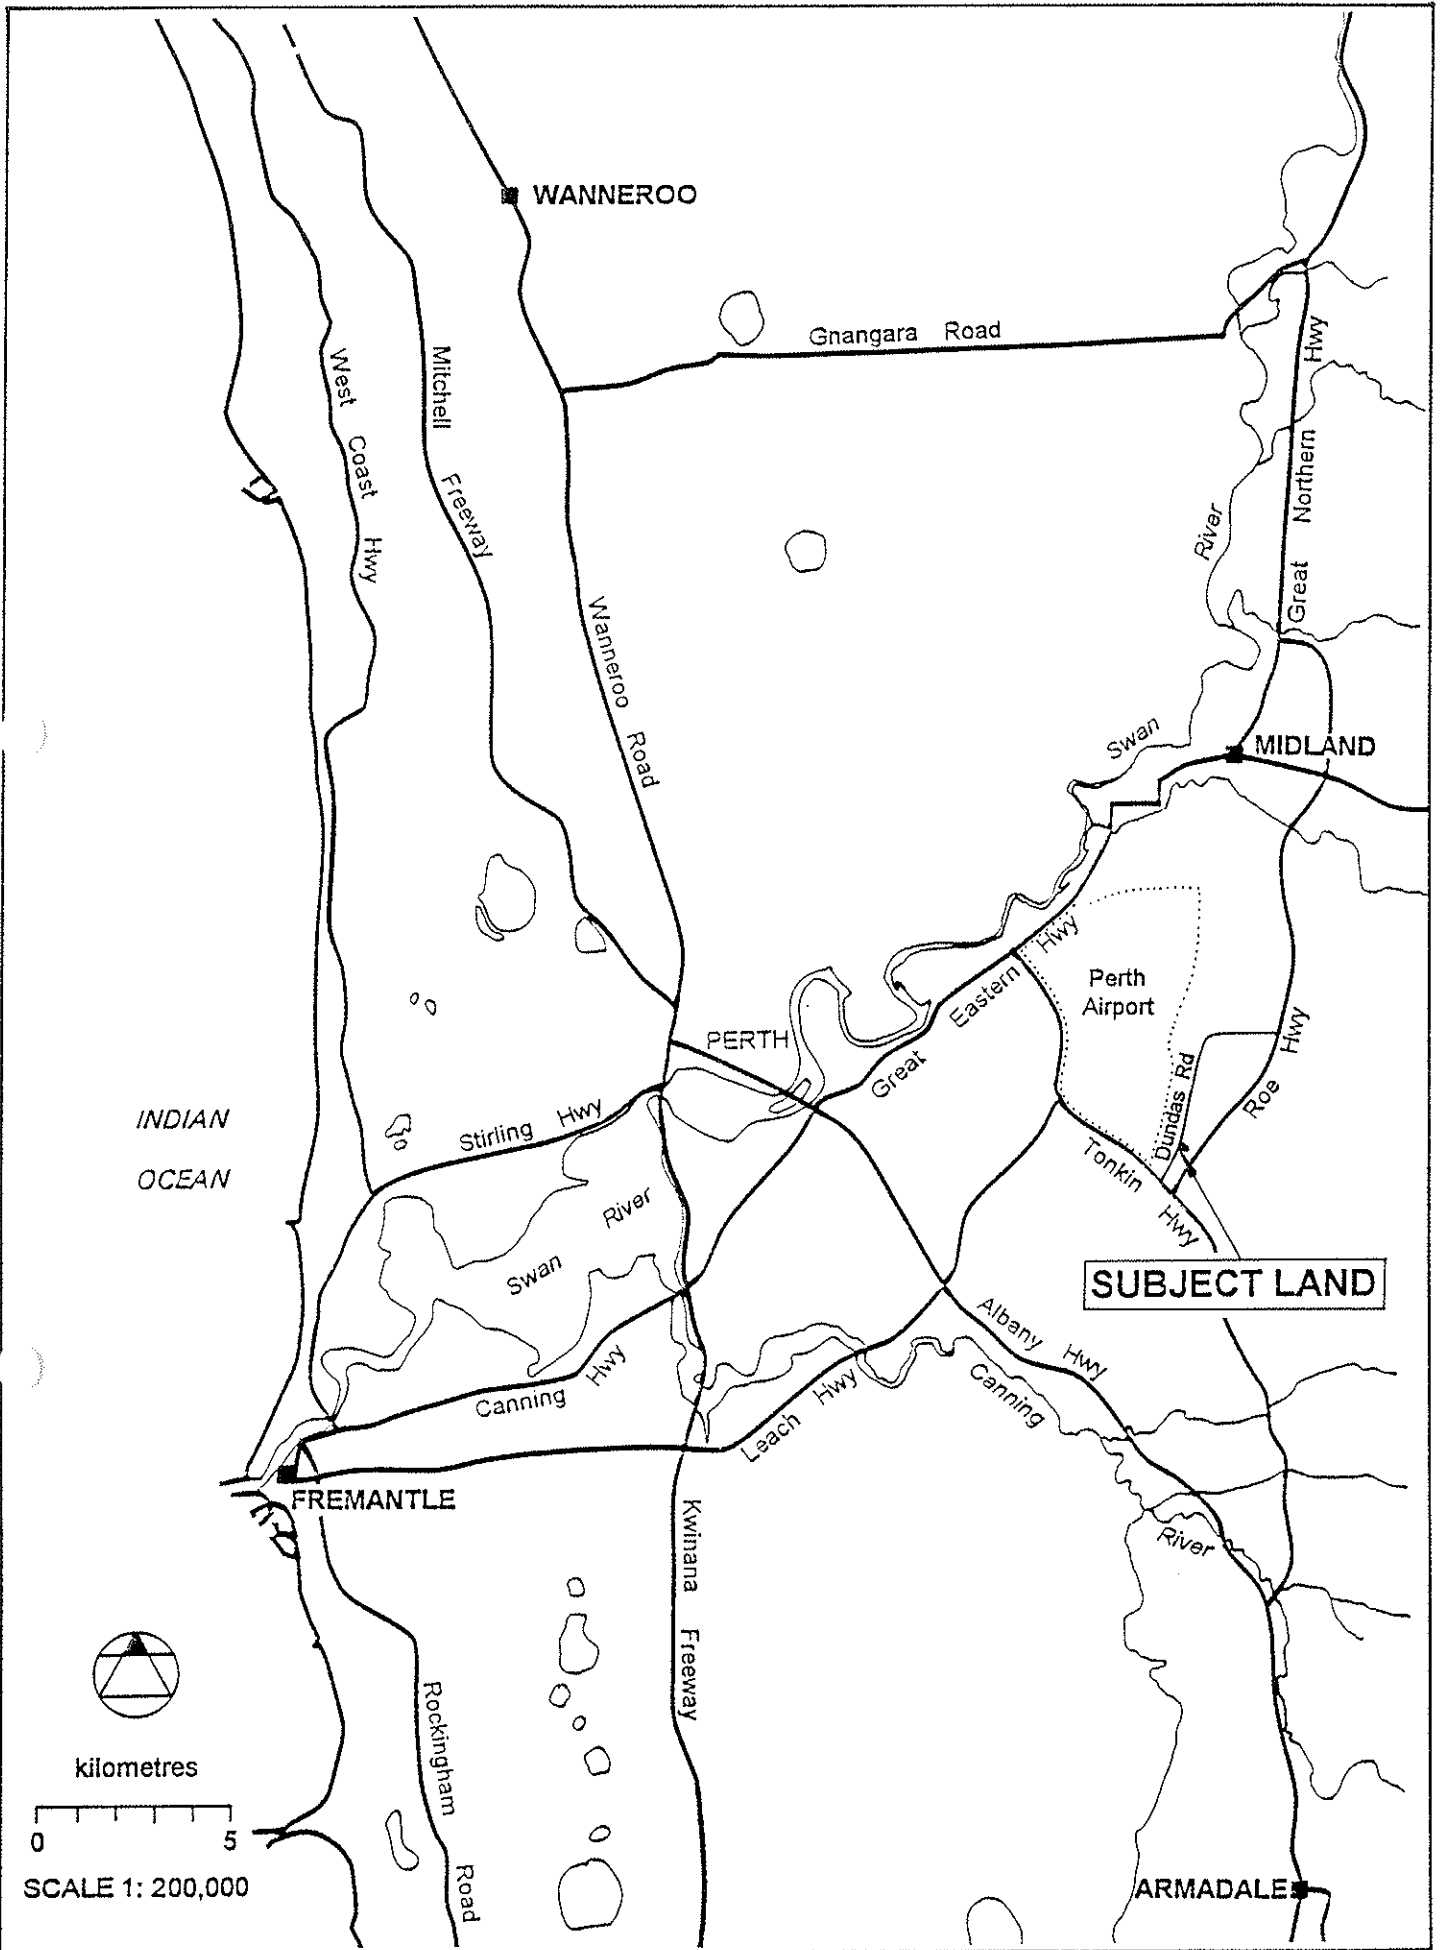 WANNEROO
Gnangara Road
West Coast Hwy
Mitchell Freeway
Wanneroo Road
River
Great Northern Hwy
Swan
MIDLAND
Great Eastern Hwy
Perth
Airport
PERTH
Dundas Rd
Roe Hwy
INDIAN
OCEAN
Stirling Hwy
Tonkin Hwy
Swan River
SUBJECT LAND
Canning Hwy
Leach Hwy
Albany Hwy
Canning River
FREMANTLE
Kwinana Freeway
Rockingham Road
kilometres
0 5
SCALE 1: 200,000
ARMADALE